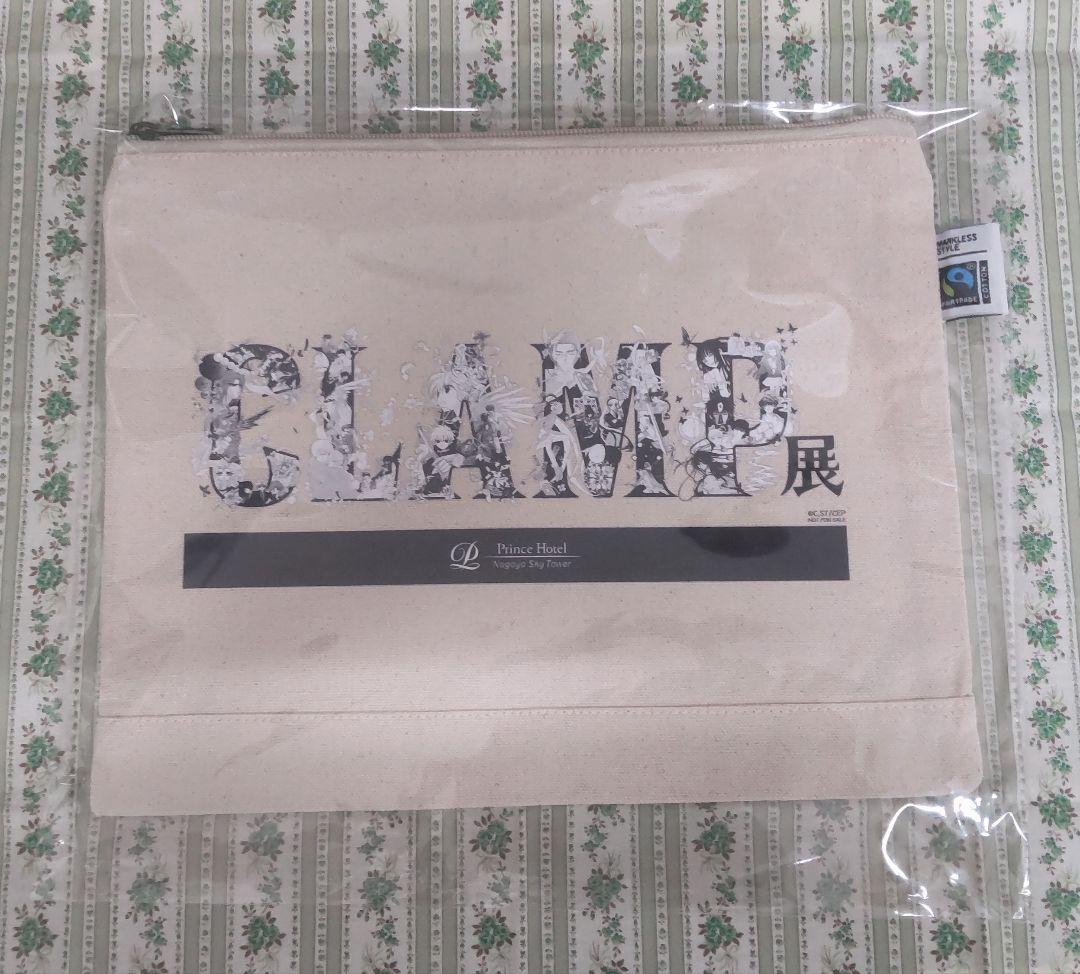 MARKLESS
STYLE
FAIRTRADE
COTTON
CLAMP展
©C,ST/CEP
NOT FOR SALE
Prince Hotel
Nagoya Sky Tower